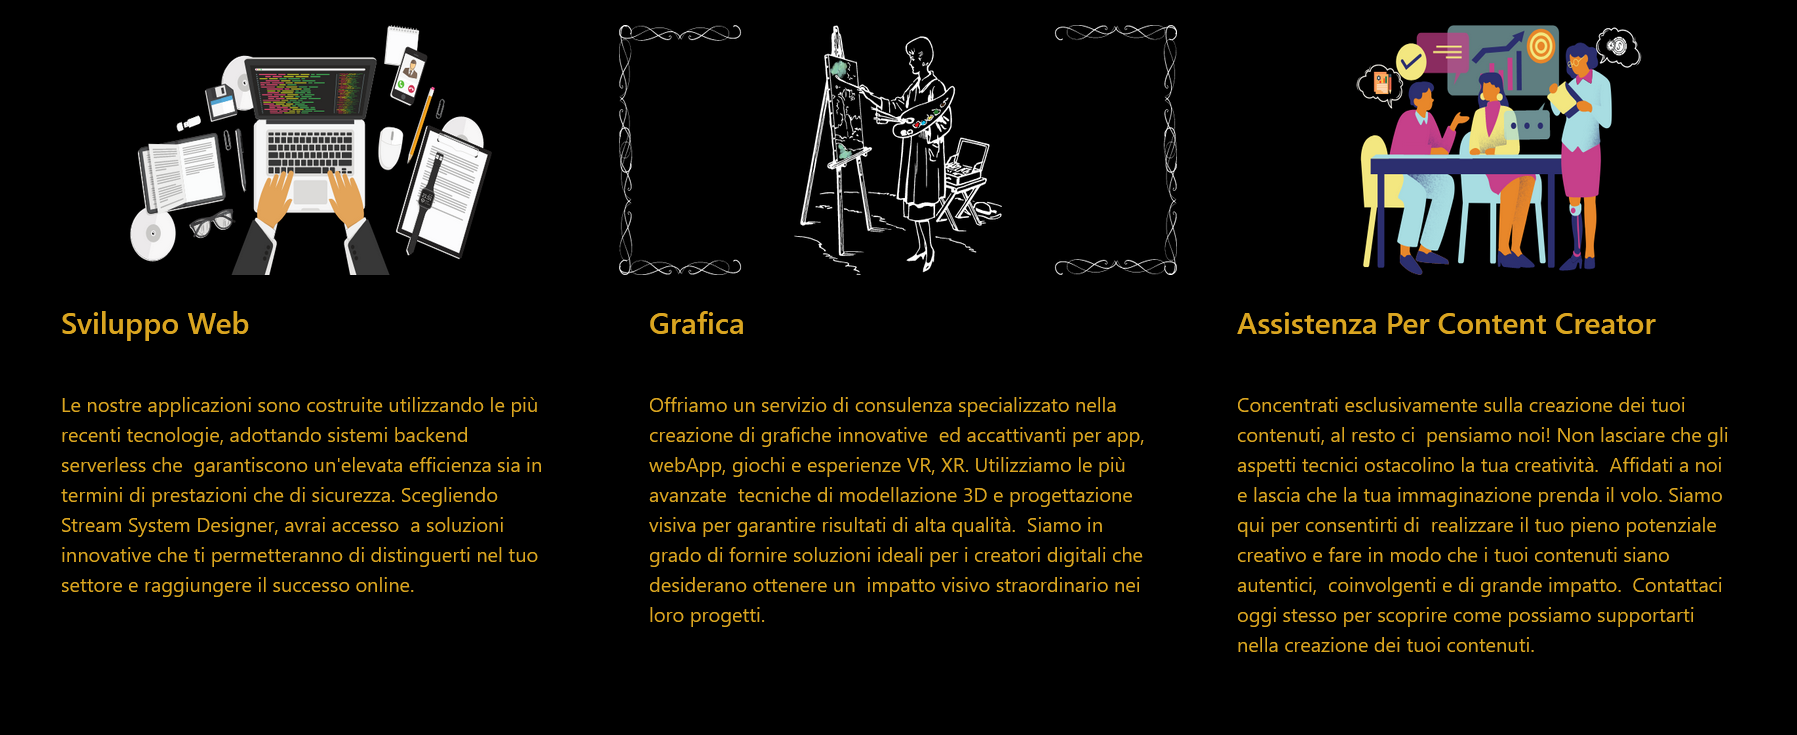 Sviluppo Web
Le nostre applicazioni sono costruite utilizzando le più
recenti tecnologie, adottando sistemi backend
serverless che  garantiscono un'elevata efficienza sia in
termini di prestazioni che di sicurezza. Scegliendo
Stream System Designer, avrai accesso  a soluzioni
innovative che ti permetteranno di distinguerti nel tuo
settore e raggiungere il successo online.
Grafica
Offriamo un servizio di consulenza specializzato nella
creazione di grafiche innovative  ed accattivanti per app,
webApp, giochi e esperienze VR, XR. Utilizziamo le più
avanzate  tecniche di modellazione 3D e progettazione
visiva per garantire risultati di alta qualità.  Siamo in
grado di fornire soluzioni ideali per i creatori digitali che
desiderano ottenere un  impatto visivo straordinario nei
loro progetti.
Assistenza Per Content Creator
Concentrati esclusivamente sulla creazione dei tuoi
contenuti, al resto ci  pensiamo noi! Non lasciare che gli
aspetti tecnici ostacolino la tua creatività.  Affidati a noi
e lascia che la tua immaginazione prenda il volo. Siamo
qui per consentirti di  realizzare il tuo pieno potenziale
creativo e fare in modo che i tuoi contenuti siano
autentici,  coinvolgenti e di grande impatto.  Contattaci
oggi stesso per scoprire come possiamo supportarti
nella creazione dei tuoi contenuti.